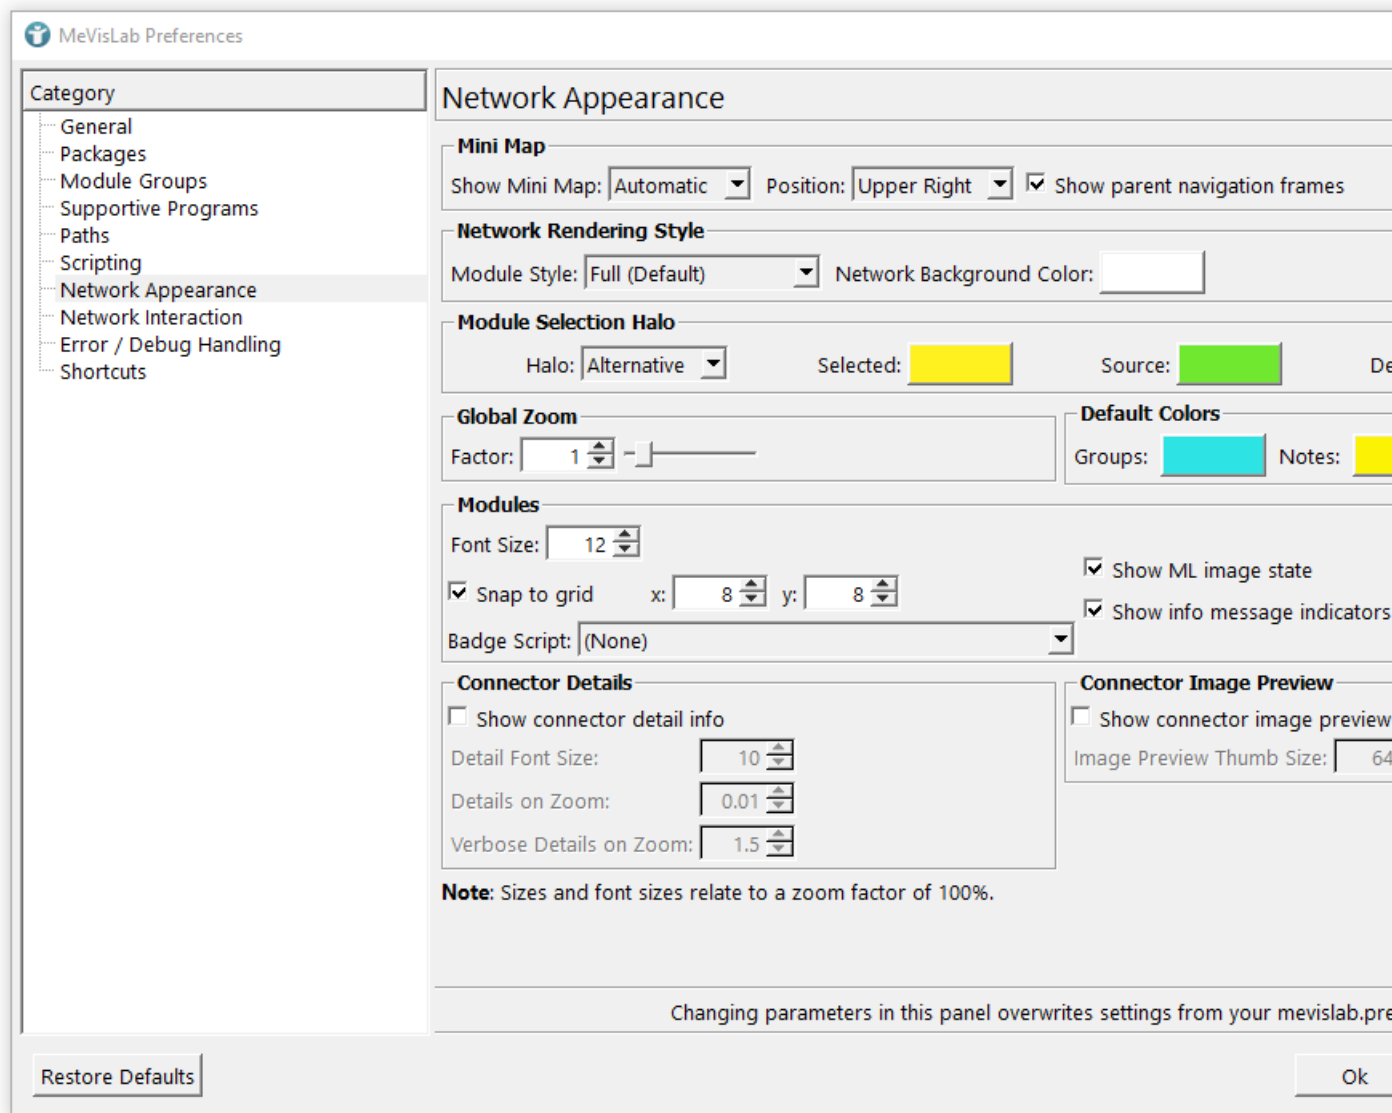 MeVisLab Preferences
Category
General
Packages
Module Groups
Supportive Programs
Paths
Scripting
Network Appearance
Network Interaction
Error / Debug Handling
Shortcuts
Network Appearance
Mini Map
Show Mini Map: Automatic Position: Upper Right Show parent navigation frames
Network Rendering Style
Module Style: Full (Default) Network Background Color:
Module Selection Halo
Halo: Alternative Selected: Source: De
Global Zoom
Factor: 1
Default Colors
Groups: Notes:
Modules
Font Size: 12
Snap to grid x: 8 y: 8
Badge Script: (None)
Show ML image state
Show info message indicators
Connector Details
Show connector detail info
Detail Font Size: 10
Details on Zoom: 0.01
Verbose Details on Zoom: 1.5
Connector Image Preview
Show connector image preview
Image Preview Thumb Size: 64
Note: Sizes and font sizes relate to a zoom factor of 100%.
Changing parameters in this panel overwrites settings from your mevislab.pre
Restore Defaults
Ok